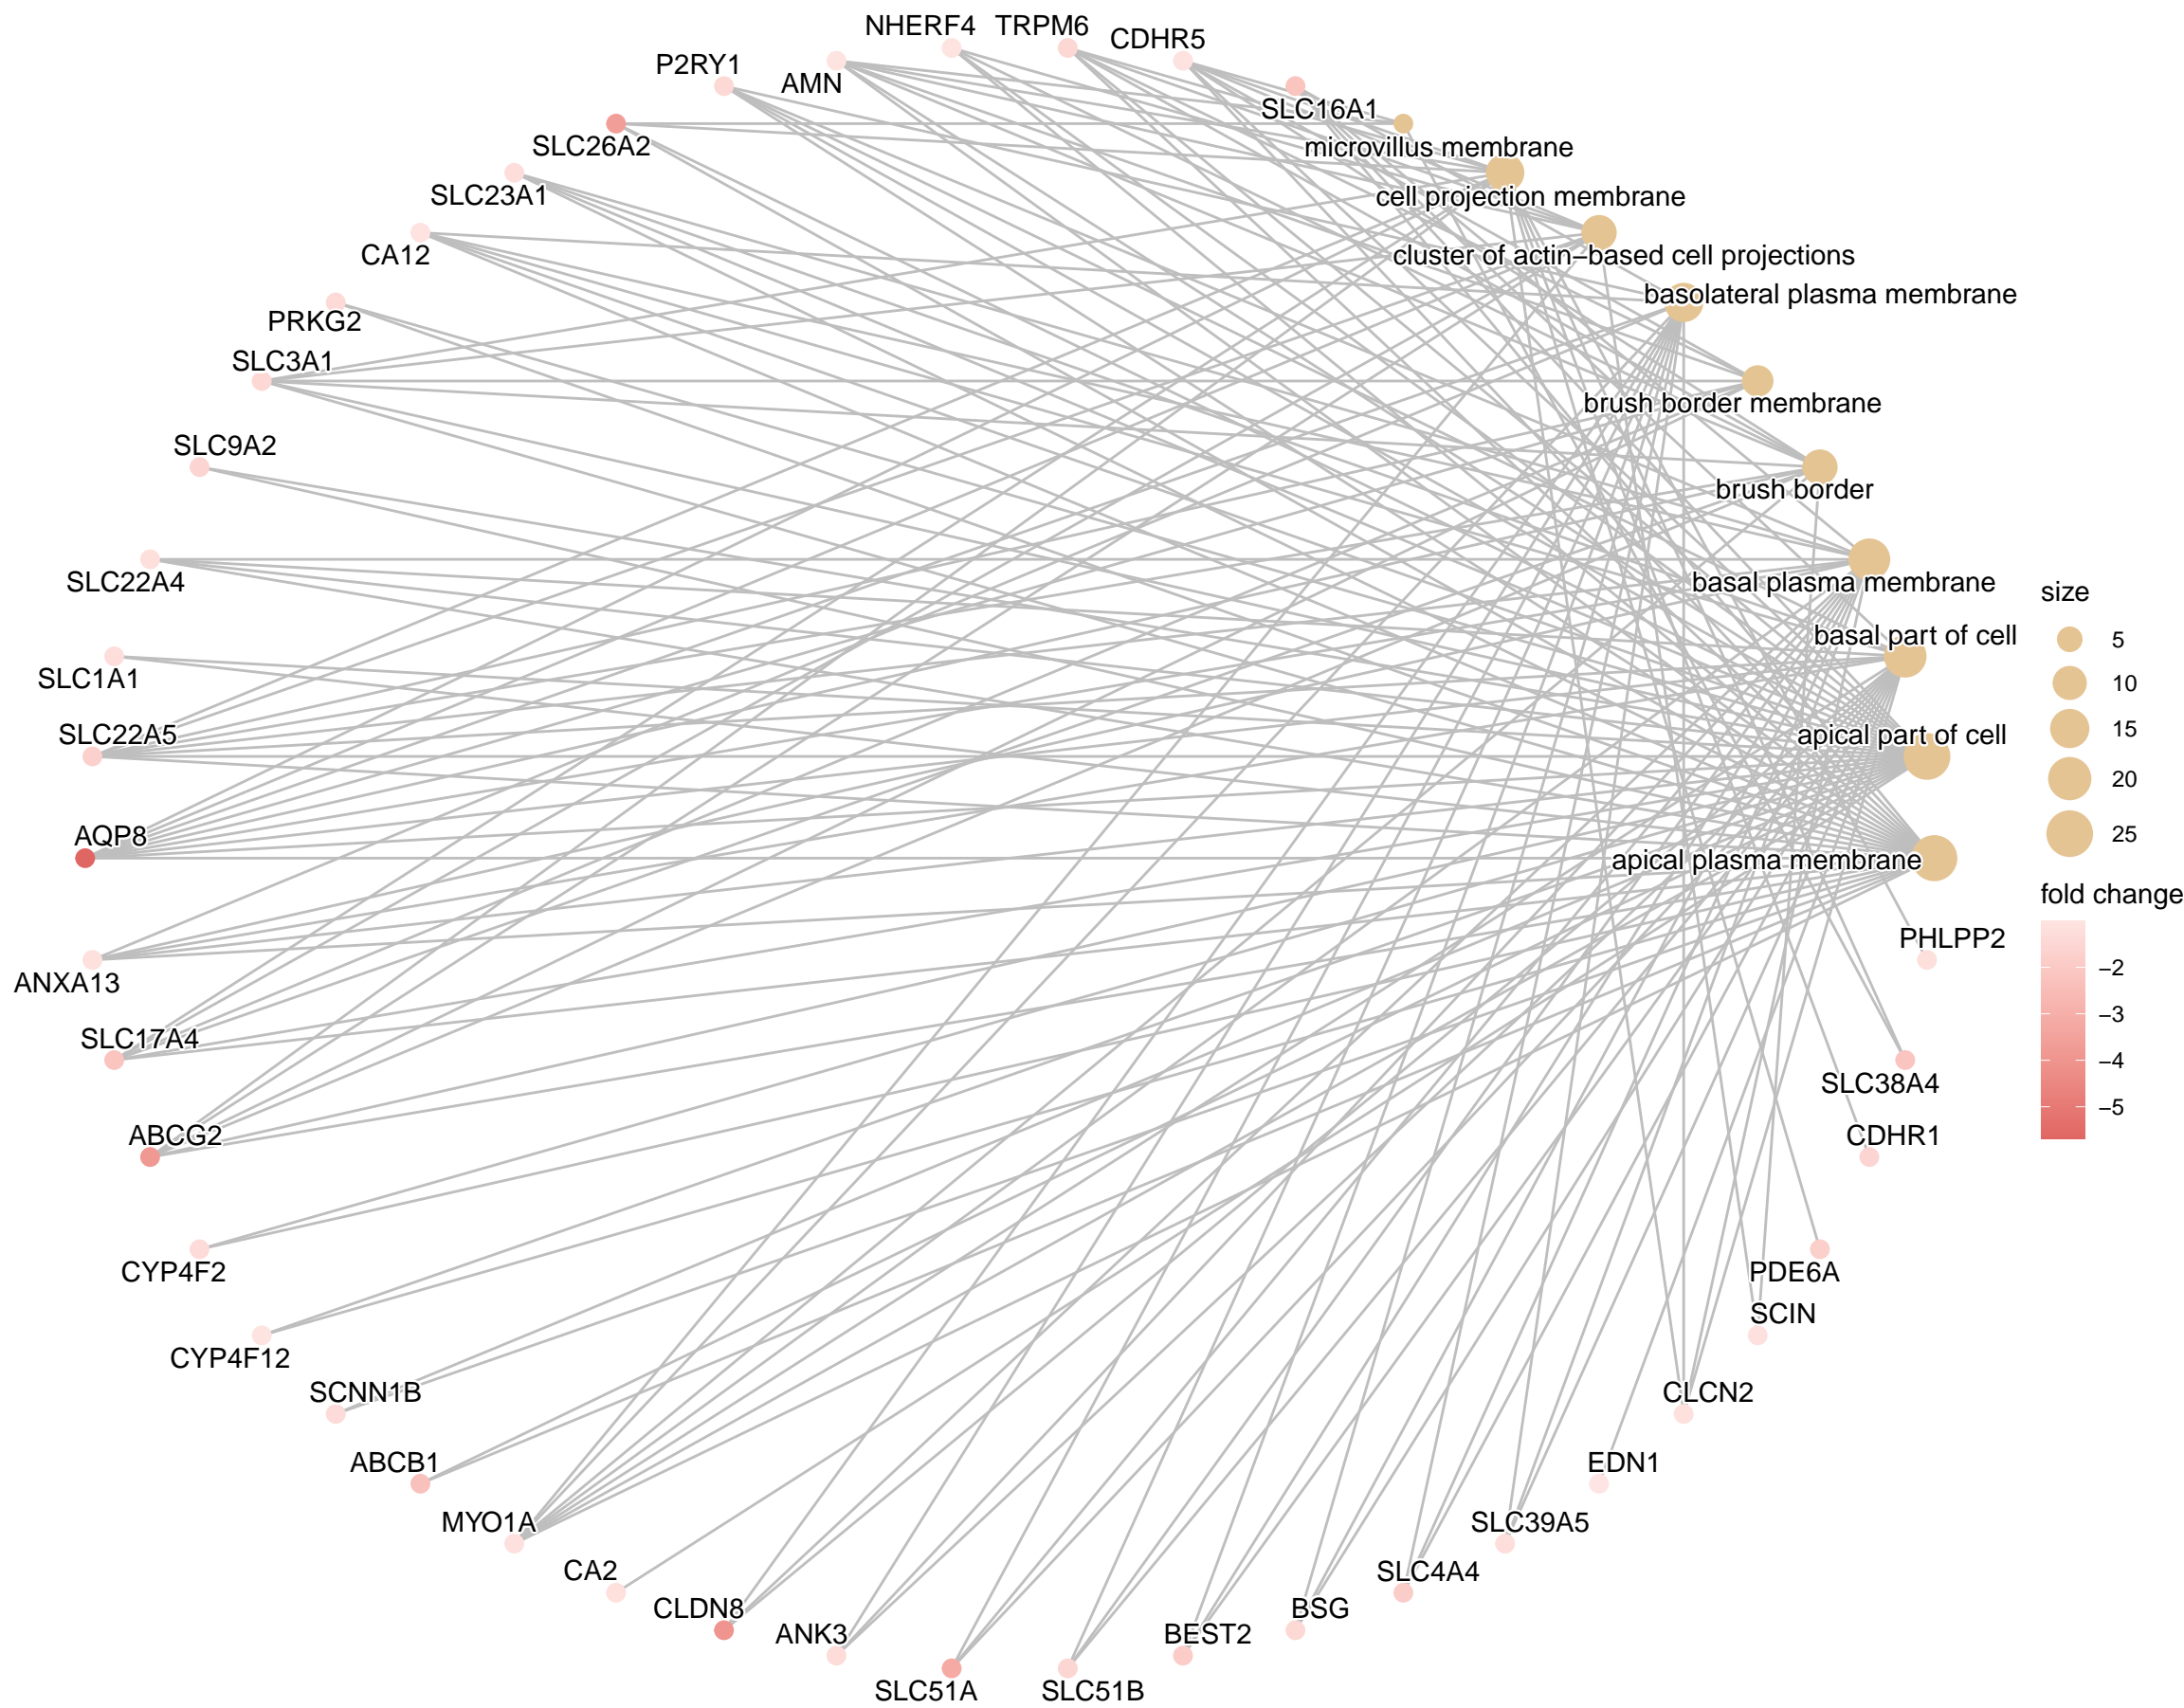 NHERF4
TRPM6
CDHR5
P2RY1
AMN
SLC16A1
SLC26A2
microvillus membrane
SLC23A1
cell projection membrane
CA12
cluster of actin−based cell projections
basolateral plasma membrane
PRKG2
SLC3A1
brush border membrane
SLC9A2
brush border
SLC22A4
basal plasma membrane
size
basal part of cell
5
SLC1A1
10
SLC22A5
apical part of cell
15
20
AQP8
25
apical plasma membrane
fold change
PHLPP2
−2
ANXA13
−3
SLC17A4
−4
SLC38A4
−5
ABCG2
CDHR1
CYP4F2
PDE6A
SCIN
CYP4F12
SCNN1B
CLCN2
ABCB1
EDN1
MYO1A
SLC39A5
CA2
SLC4A4
CLDN8
BSG
ANK3
BEST2
SLC51A
SLC51B